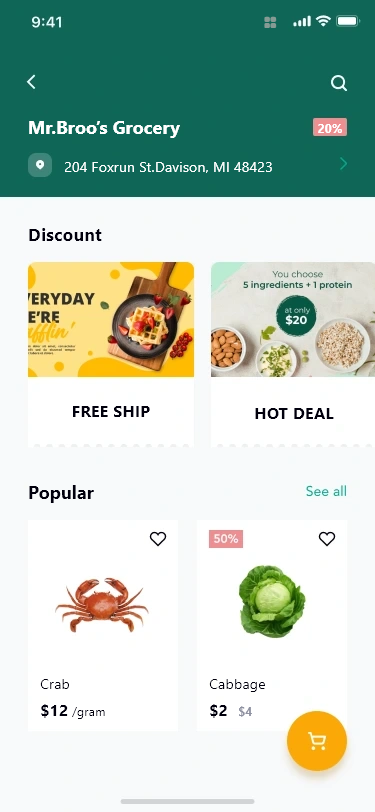 9:41
Mr.Broo's Grocery
20%
204 Foxrun St.Davison, MI 48423
Discount
VERYDAY
E'RE
ufflin'
You choose
5 ingredients + 1 protein
at only
$20
FREE SHIP
HOT DEAL
Popular
See all
50%
Crab
Cabbage
$12 /gram
$2 $4